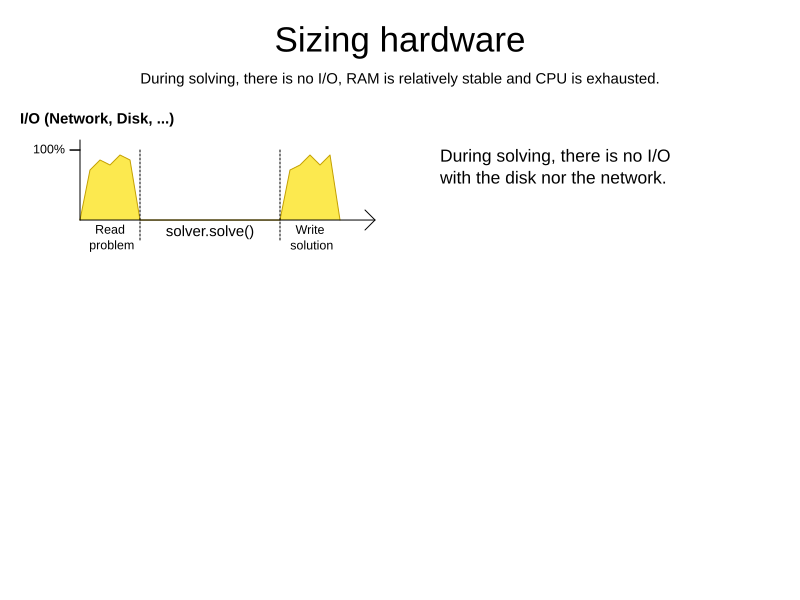 Sizing hardware
During solving, there is no I/O, RAM is relatively stable and CPU is exhausted.
I/O (Network, Disk, ...)
100%
Read
problem
solver.solve()
Write
solution
During solving, there is no I/O
with the disk nor the network.